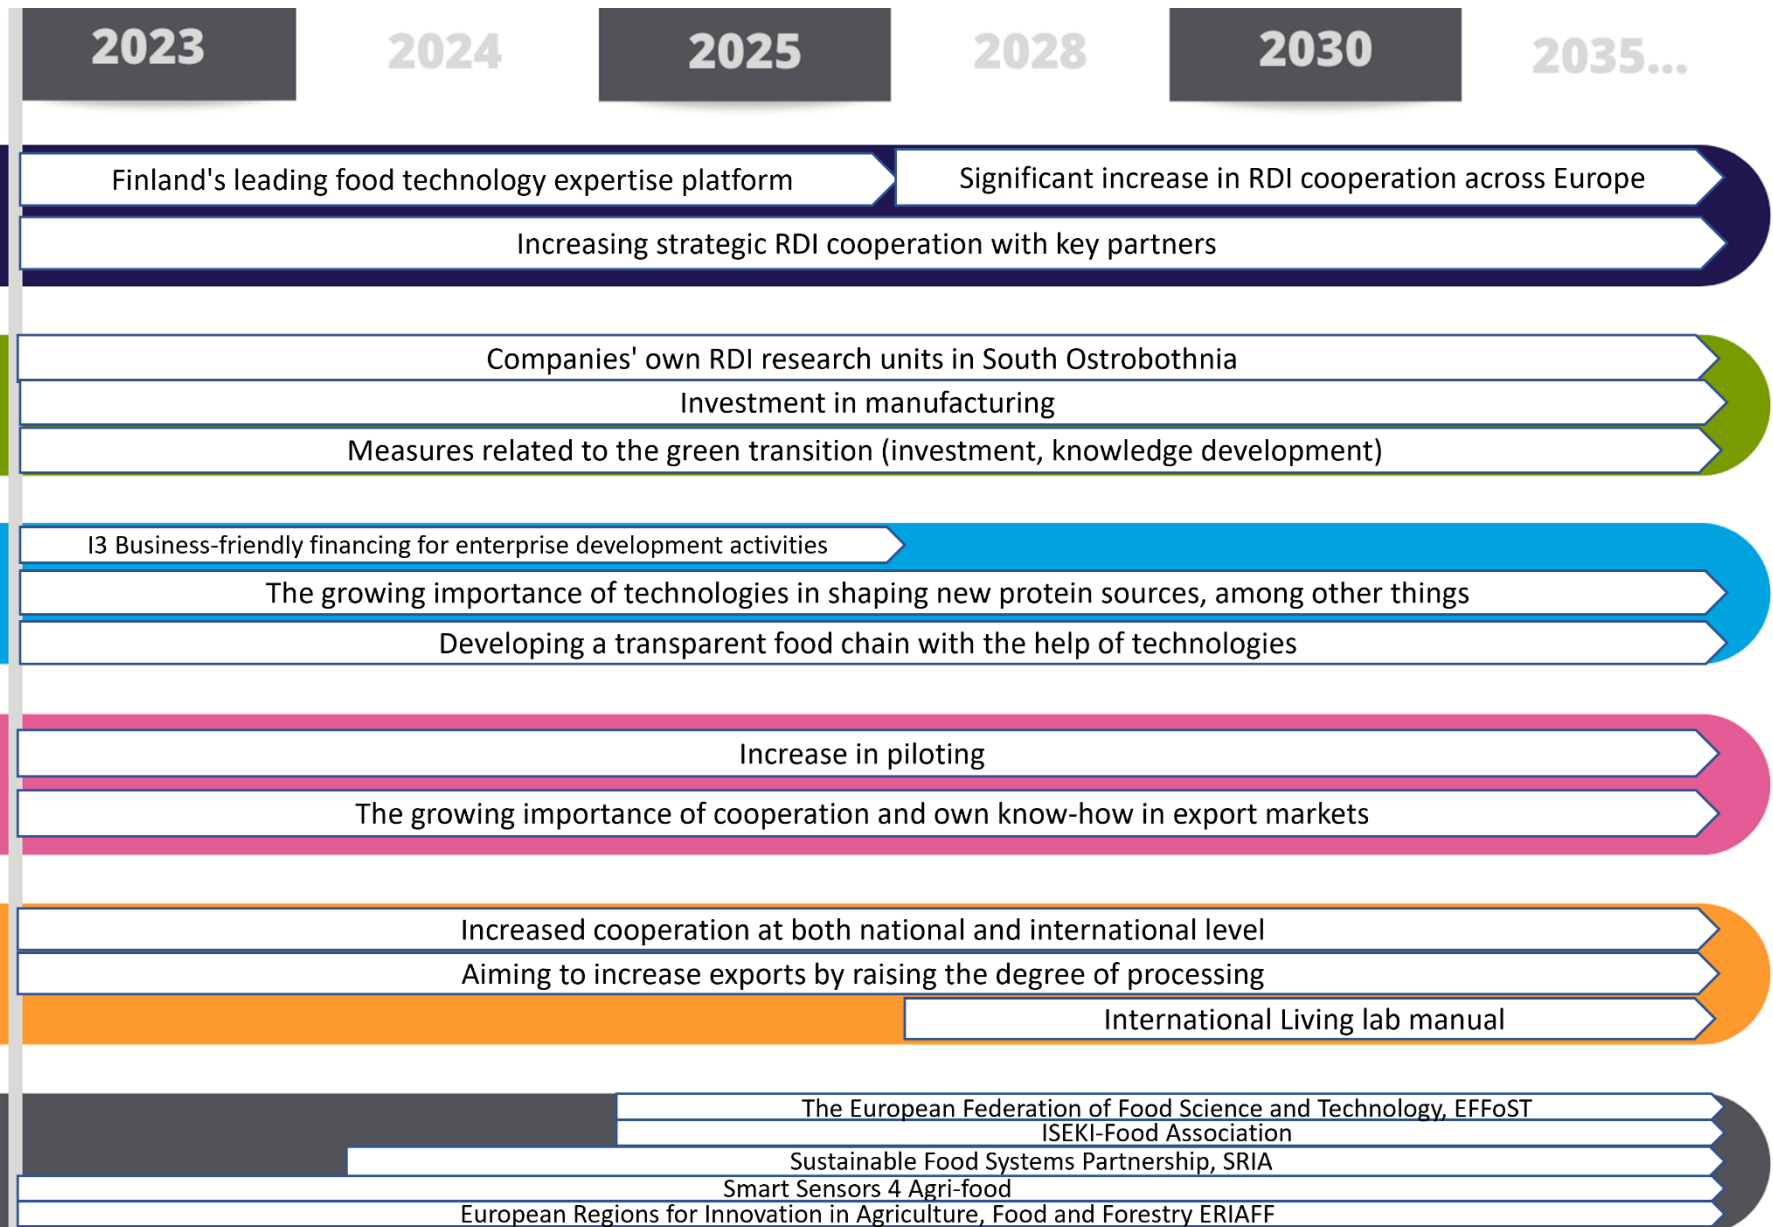 2023 2024 2025 2028 2030 2035...
Finland's leading food technology expertise platform
Significant increase in RDI cooperation across Europe
Increasing strategic RDI cooperation with key partners
Companies' own RDI research units in South Ostrobothnia
Investment in manufacturing
Measures related to the green transition (investment, knowledge development)
I3 Business-friendly financing for enterprise development activities
The growing importance of technologies in shaping new protein sources, among other things
Developing a transparent food chain with the help of technologies
Increase in piloting
The growing importance of cooperation and own know-how in export markets
Increased cooperation at both national and international level
Aiming to increase exports by raising the degree of processing
International Living lab manual
The European Federation of Food Science and Technology, EFFoST
ISEKI-Food Association
Sustainable Food Systems Partnership, SRIA
Smart Sensors 4 Agri-food
European Regions for Innovation in Agriculture, Food and Forestry ERIAFF